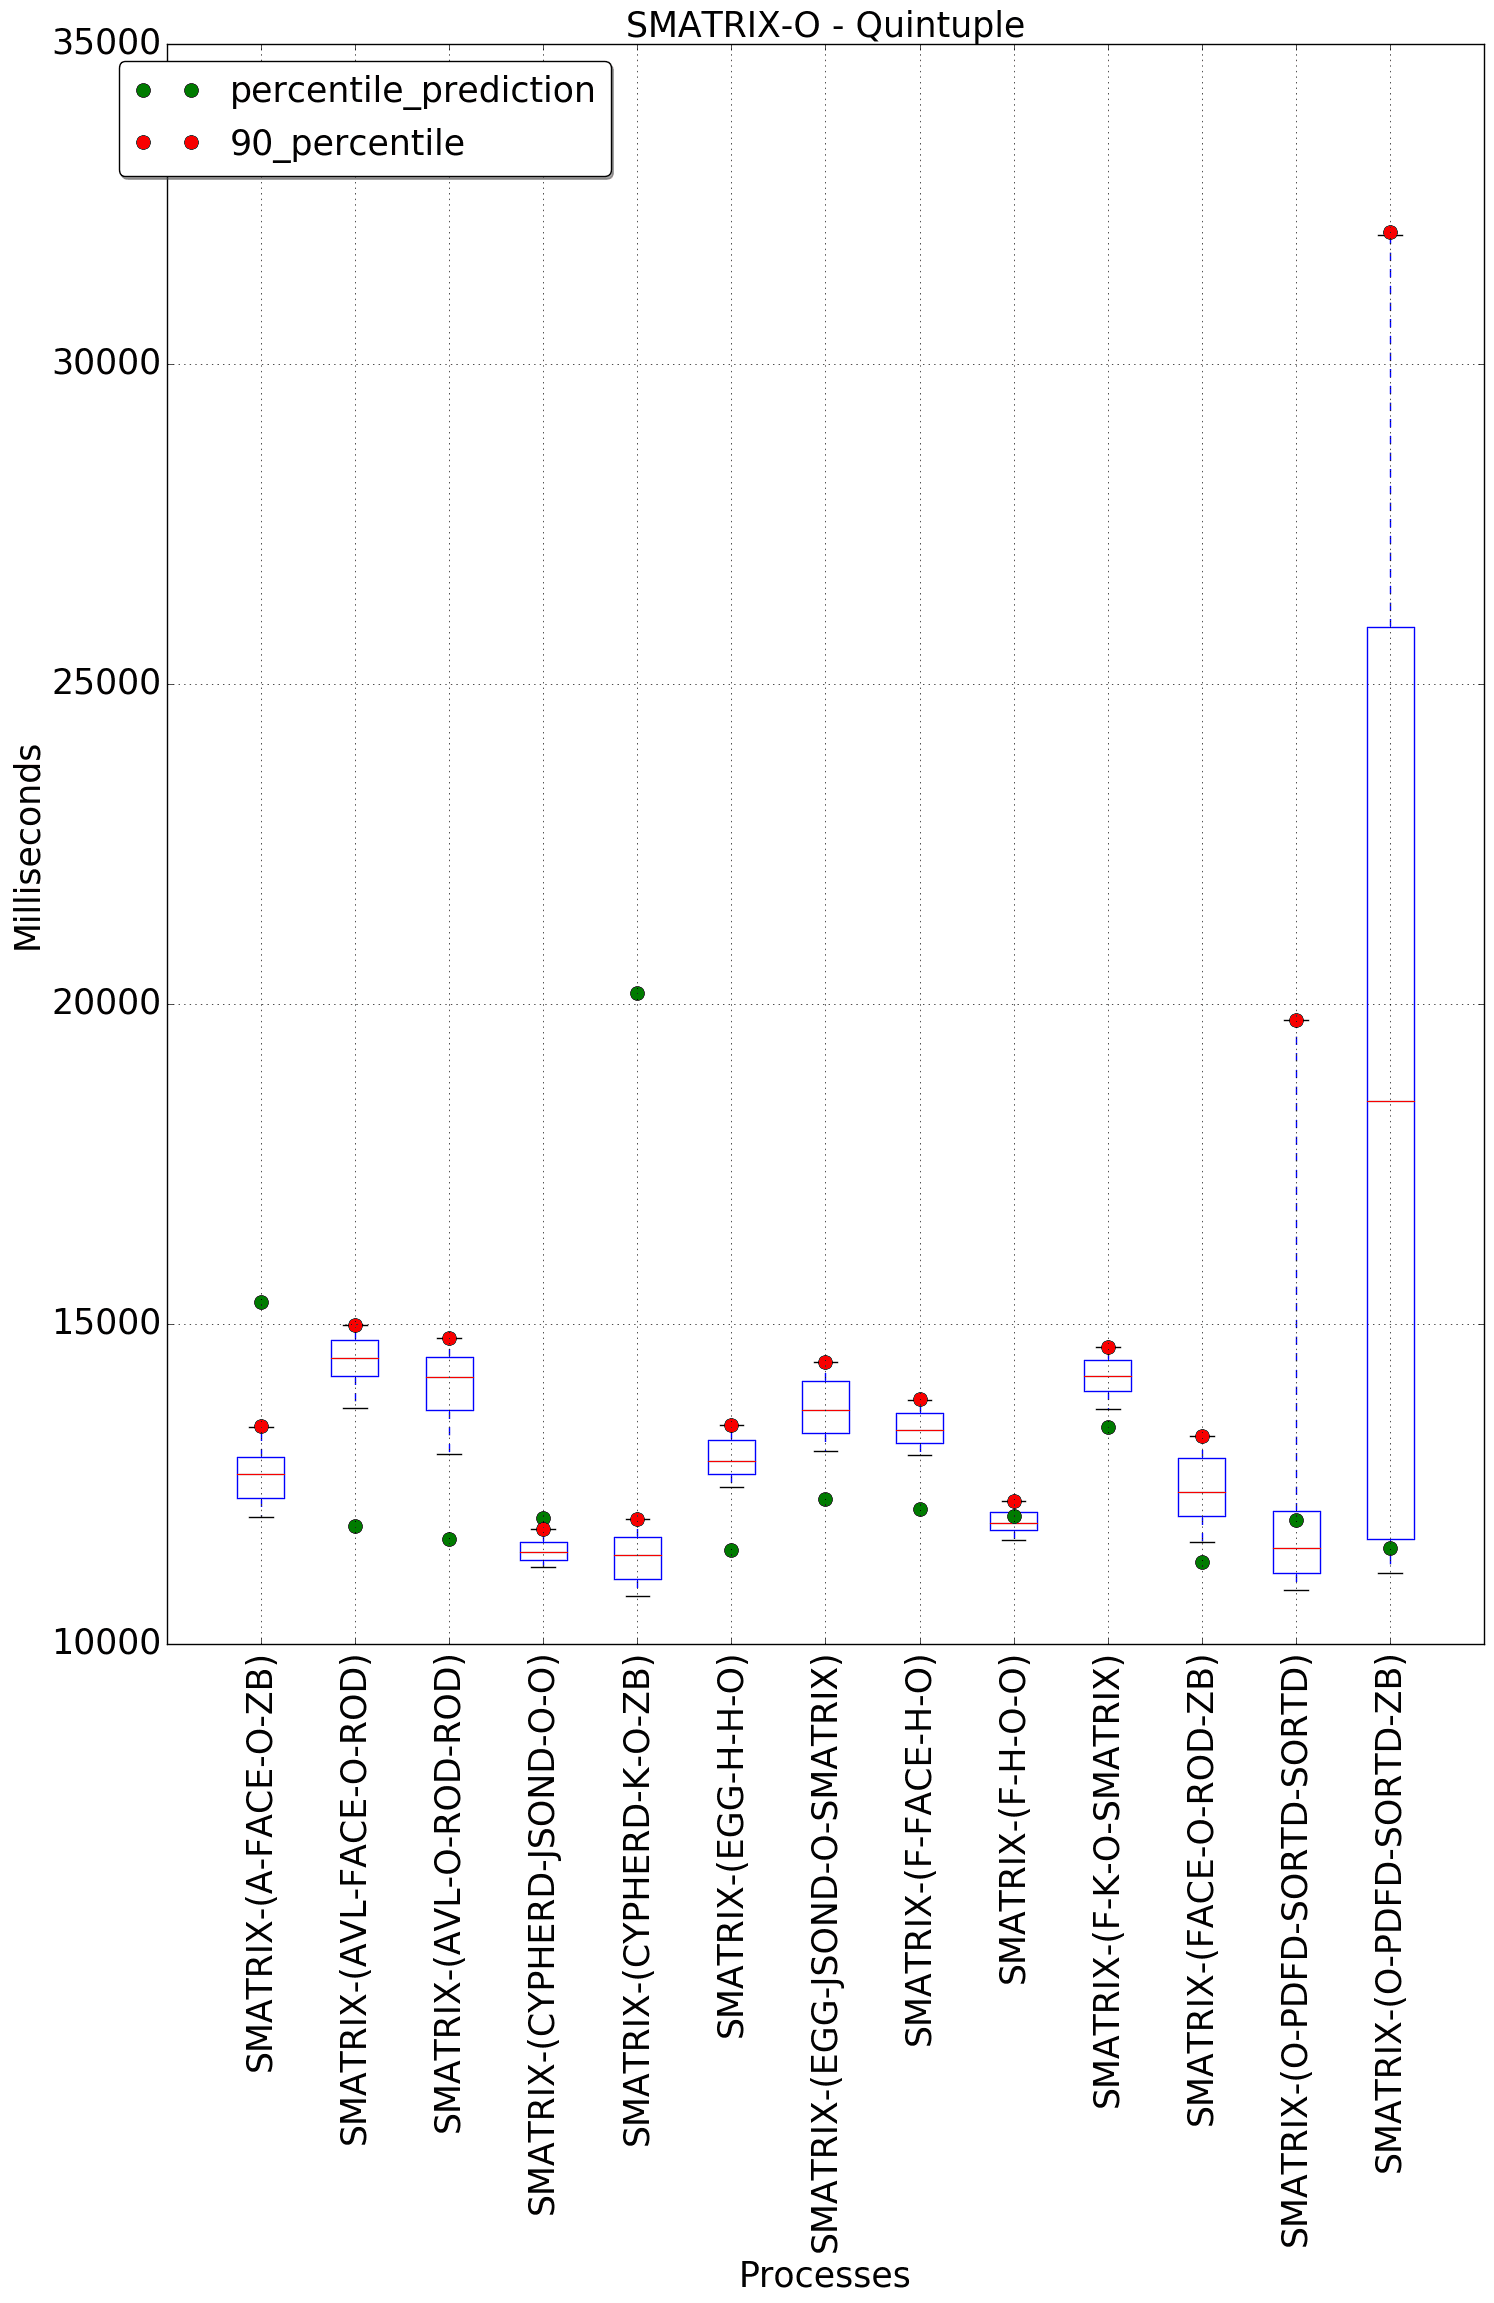 SMATRIX-O - Quintuple
percentile_prediction
90_percentile
35000
30000
25000
20000
15000
10000
Milliseconds
SMATRIX-(A-FACE-O-ZB)
SMATRIX-(AVL-FACE-O-ROD)
SMATRIX-(AVL-O-ROD-ROD)
SMATRIX-(CYPHERD-JSOND-O-O)
SMATRIX-(CYPHERD-K-O-ZB)
SMATRIX-(EGG-H-H-O)
SMATRIX-(EGG-JSOND-O-SMATRIX)
SMATRIX-(F-FACE-H-O)
SMATRIX-(F-H-O-O)
SMATRIX-(F-K-O-SMATRIX)
SMATRIX-(FACE-O-ROD-ZB)
SMATRIX-(O-PDFD-SORTD-SORTD)
SMATRIX-(O-PDFD-SORTD-ZB)
Processes